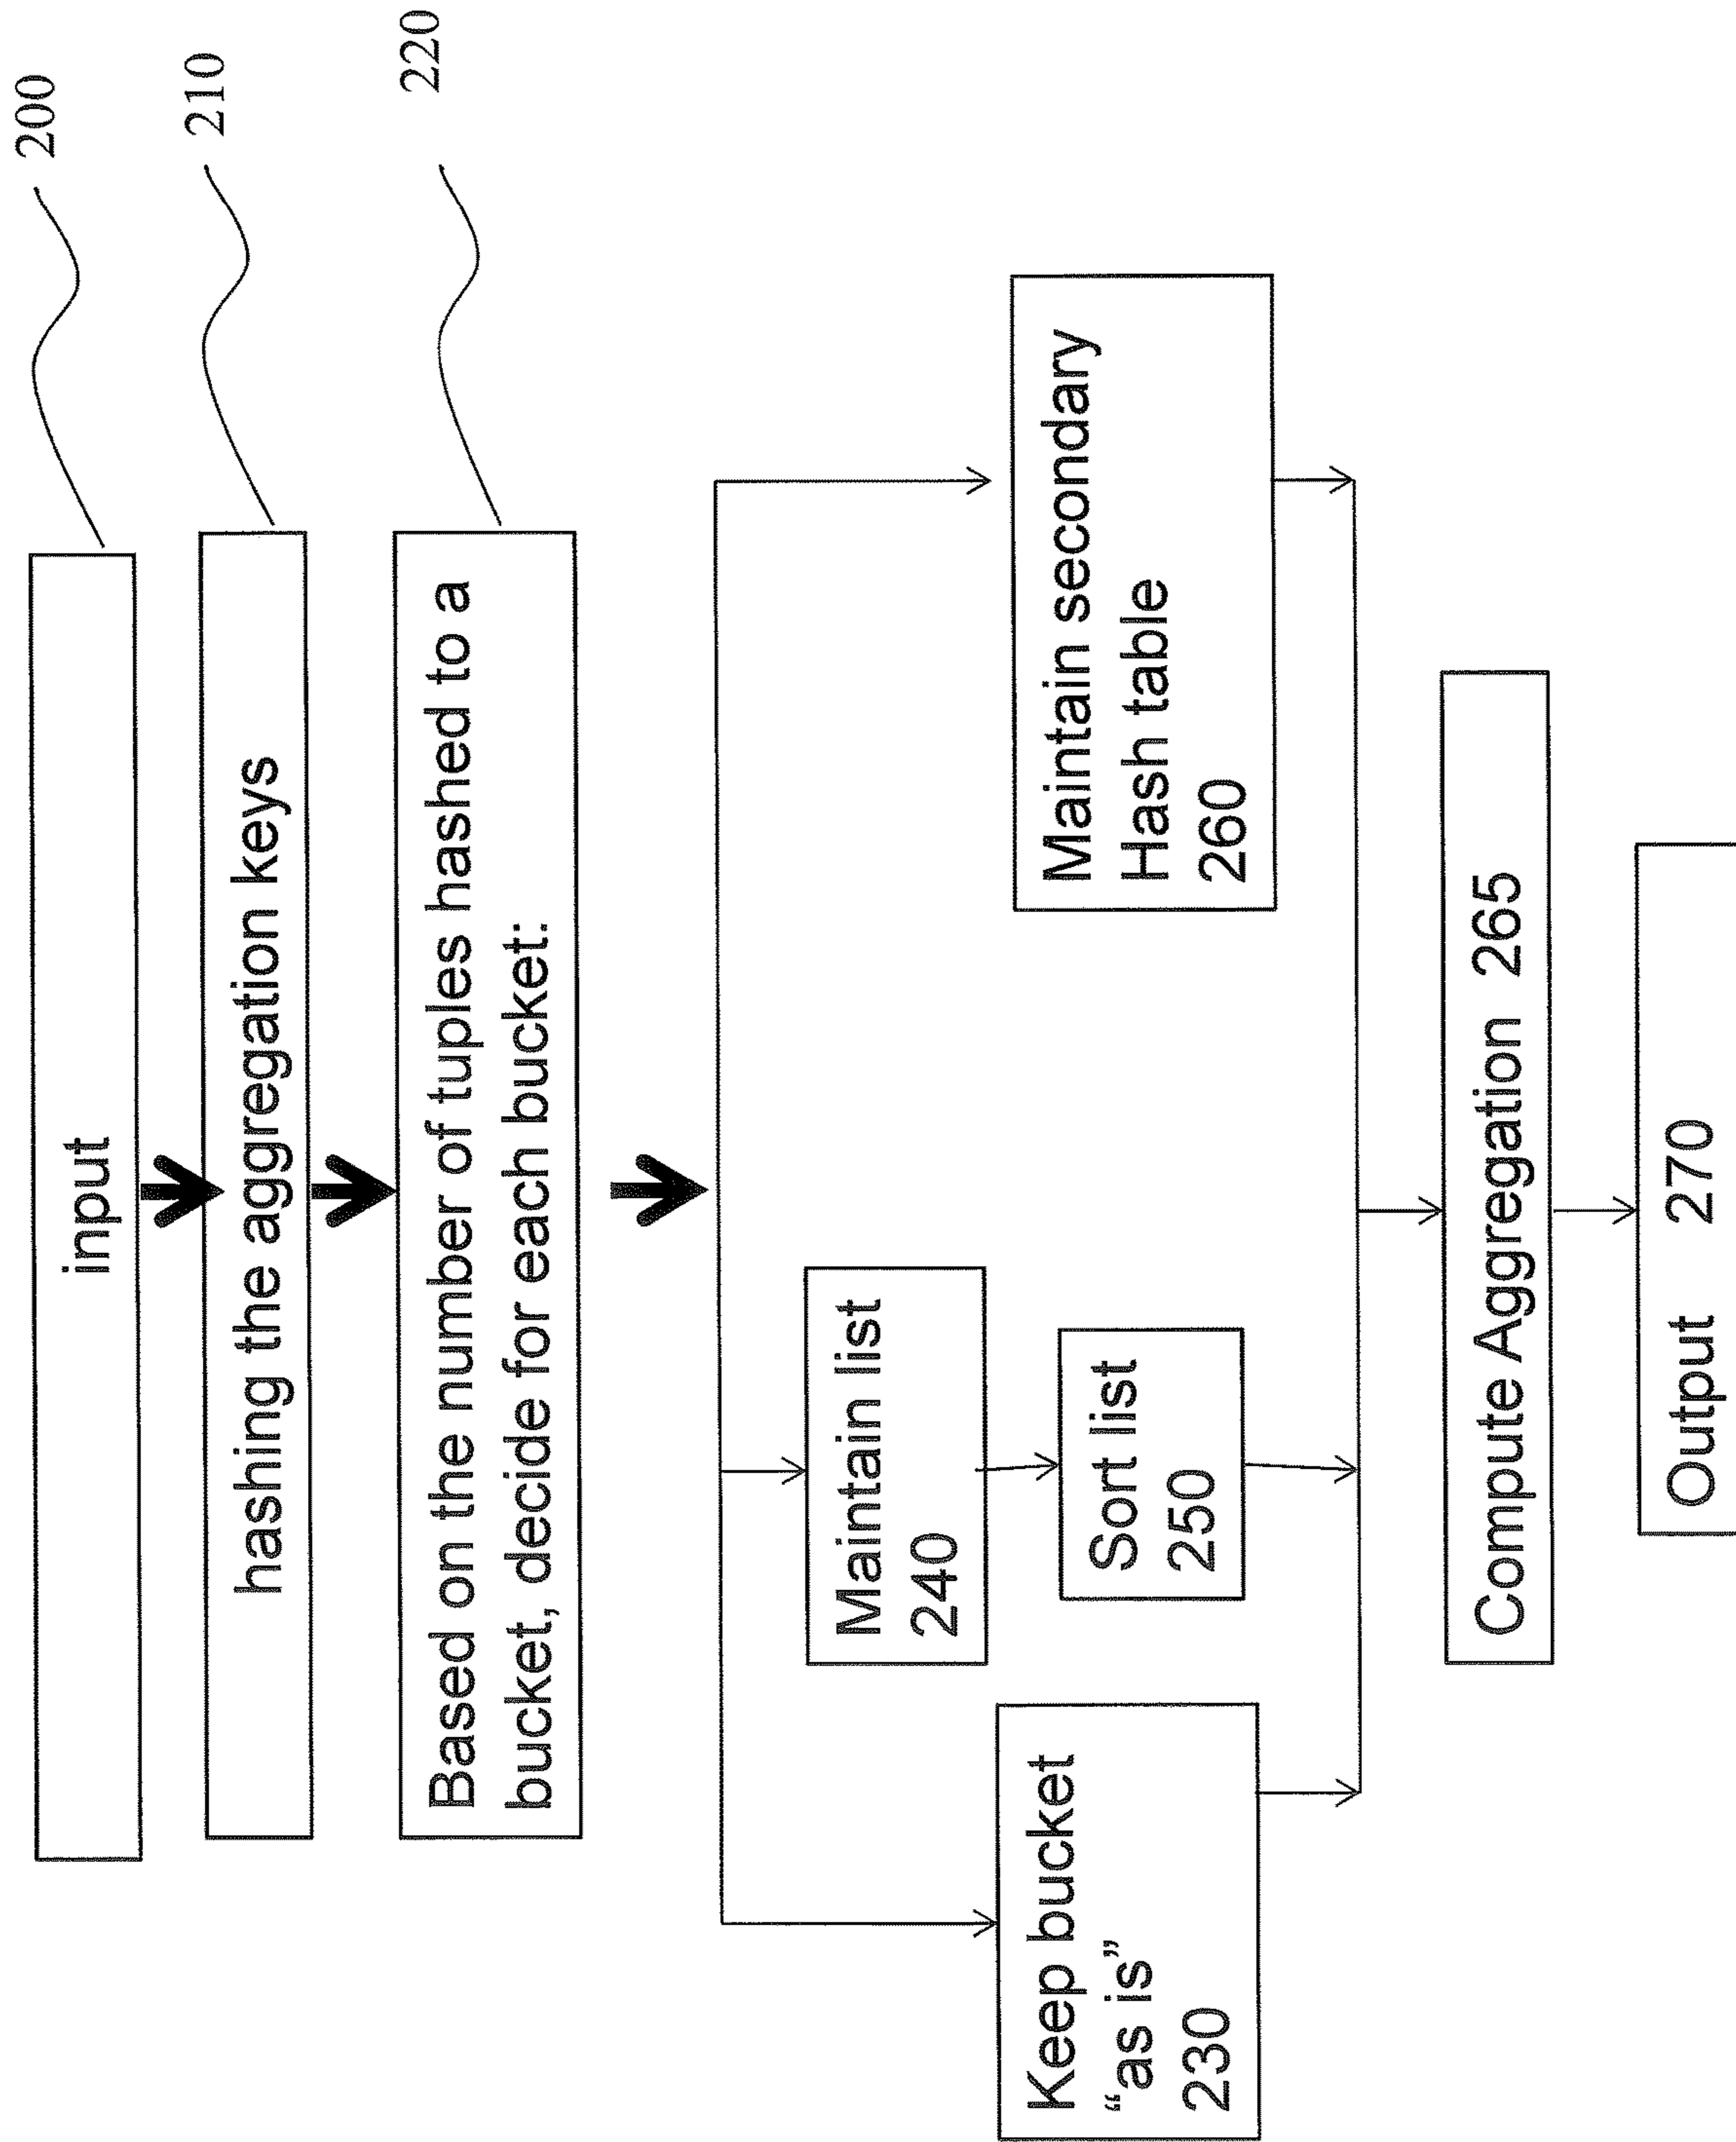 200
input
210
hashing the aggregation keys
220
Based on the number of tuples hashed to a
bucket, decide for each bucket:
Keep bucket
“as is”
230
Maintain list
240
Sort list
250
Maintain secondary
Hash table
260
Compute Aggregation 265
Output 270